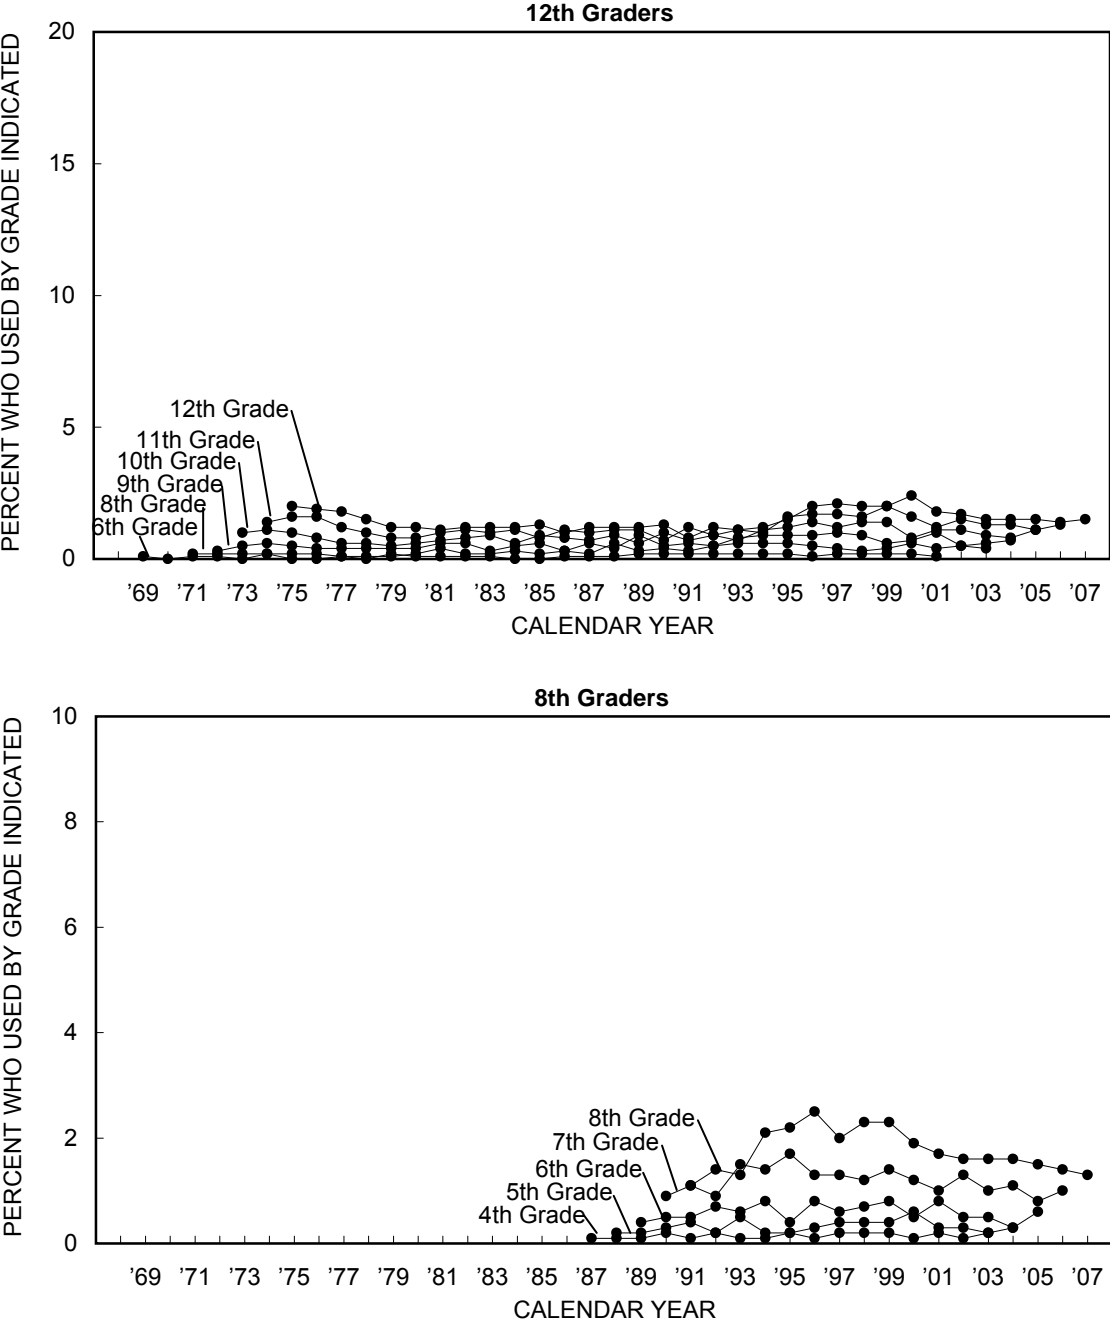 12th Graders
PERCENT WHO USED BY GRADE INDICATED
20
15
10
5
0
12th Grade
11th Grade
10th Grade
9th Grade
8th Grade
6th Grade
’69 ’71 ’73 ’75 ’77 ’79 ’81 ’83 ’85 ’87 ’89 ’91 ’93 ’95 ’97 ’99 ’01 ’03 ’05 ’07
CALENDAR YEAR
8th Graders
PERCENT WHO USED BY GRADE INDICATED
10
8
6
4
2
0
8th Grade
7th Grade
6th Grade
5th Grade
4th Grade
’69 ’71 ’73 ’75 ’77 ’79 ’81 ’83 ’85 ’87 ’89 ’91 ’93 ’95 ’97 ’99 ’01 ’03 ’05 ’07
CALENDAR YEAR